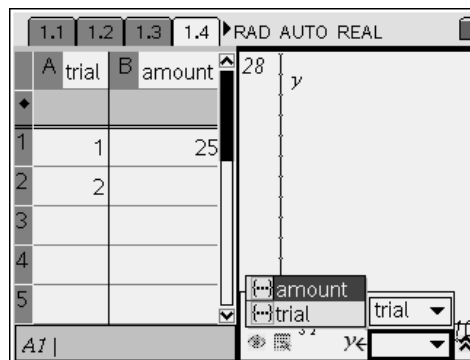 1.1 1.2 1.3 1.4 RAD AUTO REAL
A trial B amount
1 1 25
2 2
3
4
5
A1
28
y
amount
trial
trial
y←